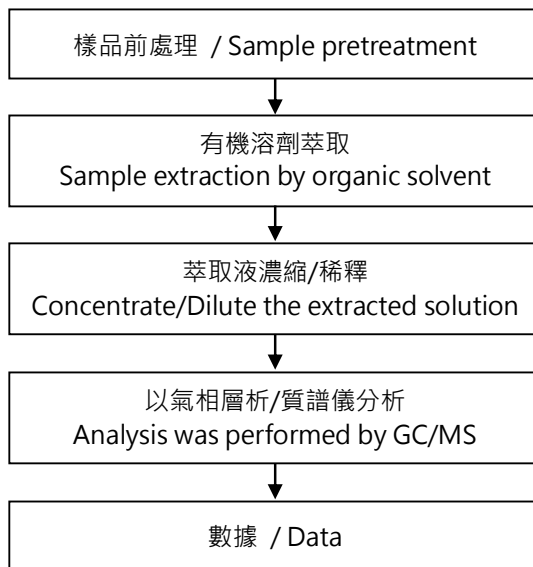 樣品前處理 / Sample pretreatment
有機溶劑萃取
Sample extraction by organic solvent
萃取液濃縮/稀釋
Concentrate/Dilute the extracted solution
以氣相層析/質譜儀分析
Analysis was performed by GC/MS
數據 / Data